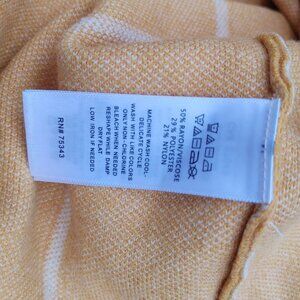 50% RAYON/VISCOSE
29% POLYESTER
21% NYLON
MACHINE WASH COOL-
DELICATE CYCLE
WASH WITH LIKE COLORS
ONLY NON-CHLORINE
BLEACH WHEN NEEDED
RESHAPE WHILE DAMP
DRY FLAT
LOW IRON IF NEEDED
RN# 75343